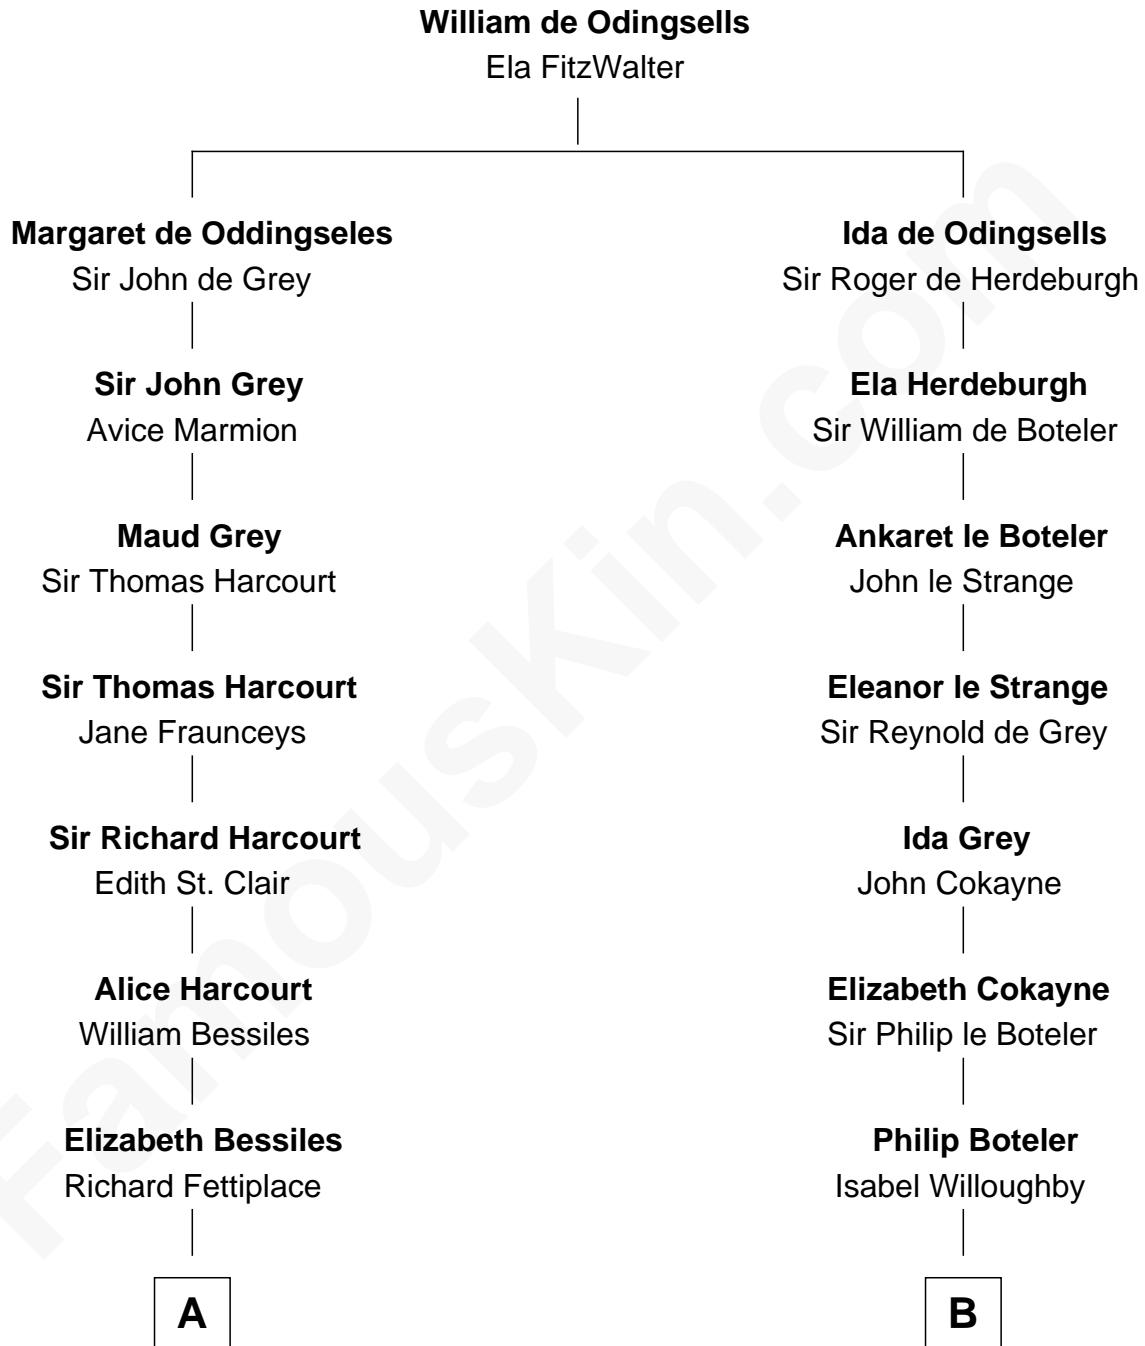 William de Odingsells
Ela FitzWalter
Margaret de Oddingseles
Sir John de Grey
Ida de Odingsells
Sir Roger de Herdeburgh
Sir John Grey
Avice Marmion
Ela Herdeburgh
Sir William de Boteler
Maud Grey
Sir Thomas Harcourt
Ankaret le Boteler
John le Strange
Sir Thomas Harcourt
Jane Fraunceys
Eleanor le Strange
Sir Reynold de Grey
Sir Richard Harcourt
Edith St. Clair
Ida Grey
John Cokayne
Alice Harcourt
William Bessiles
Elizabeth Cokayne
Sir Philip le Boteler
Elizabeth Bessiles
Richard Fettiplace
Philip Boteler
Isabel Willoughby
A
B
FamousKin.com